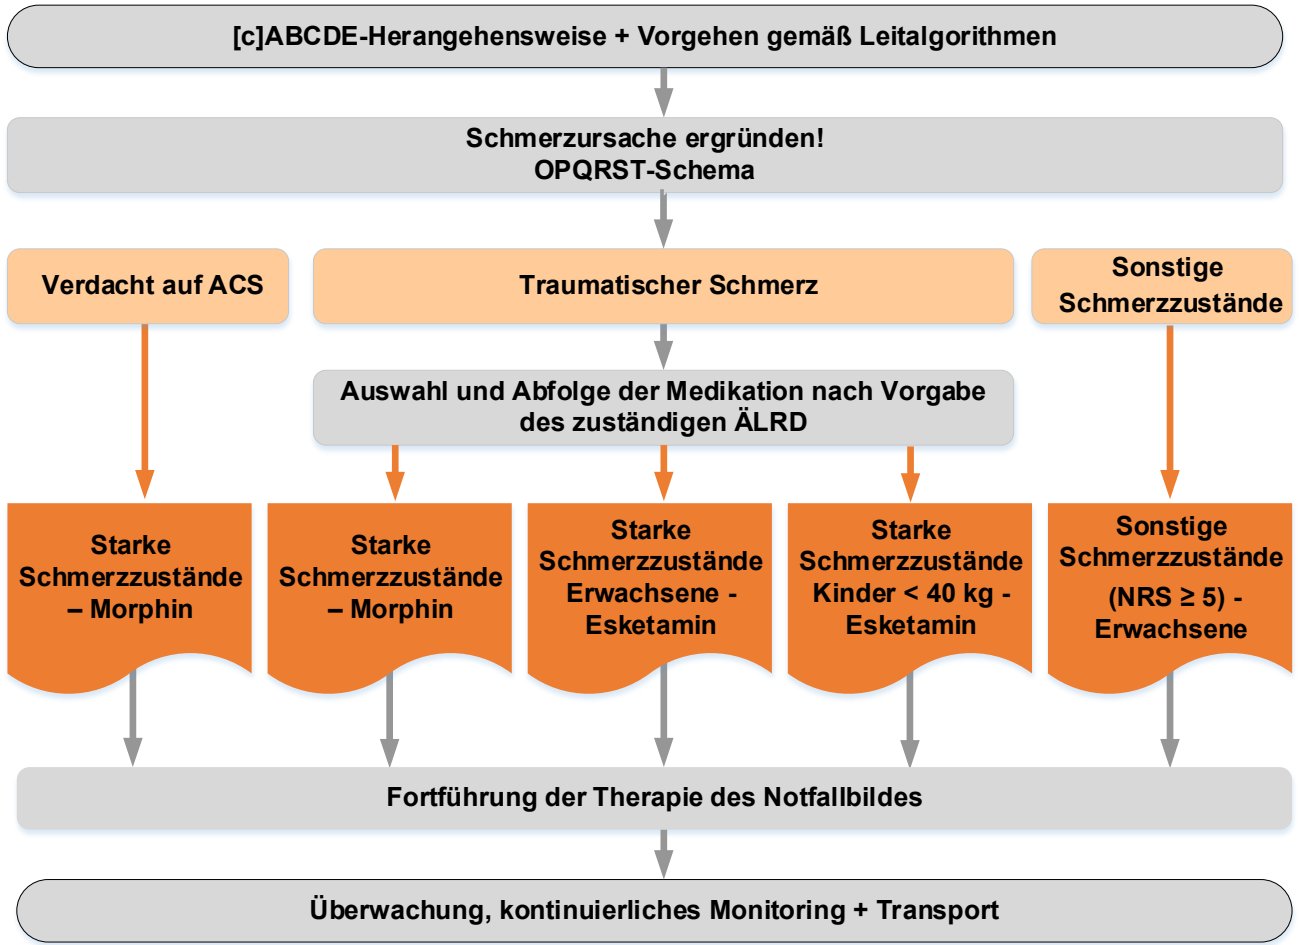 [c]ABCDE-Herangehensweise + Vorgehen gemäß Leitalgorithmen
Schmerzursache ergründen!
OPQRST-Schema
Verdacht auf ACS
Traumatischer Schmerz
Sonstige
Schmerzzustände
Auswahl und Abfolge der Medikation nach Vorgabe
des zuständigen ÄLRD
Starke
Schmerzzustände
– Morphin
Starke
Schmerzzustände
– Morphin
Starke
Schmerzzustände
Erwachsene -
Esketamin
Starke
Schmerzzustände
Kinder < 40 kg -
Esketamin
Sonstige
Schmerzzustände
(NRS ≥ 5) -
Erwachsene
Fortführung der Therapie des Notfallbildes
Überwachung, kontinuierliches Monitoring + Transport